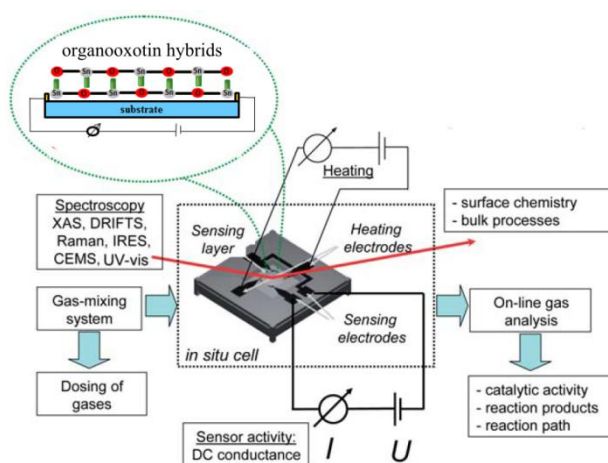 organooxotin hybrids
O Sn O Sn O Sn O
Sn O Sn O Sn O Sn
substrate
Heating
Spectroscopy
XAS, DRIFTS,
Raman, IRES,
CEMS, UV-vis
Sensing
layer
Heating
electrodes
- surface chemistry
- bulk processes
Gas-mixing
system
Sensing
electrodes
in situ cell
On-line gas
analysis
Dosing of
gases
Sensor activity:
DC conductance
I
U
- catalytic activity
- reaction products
- reaction path